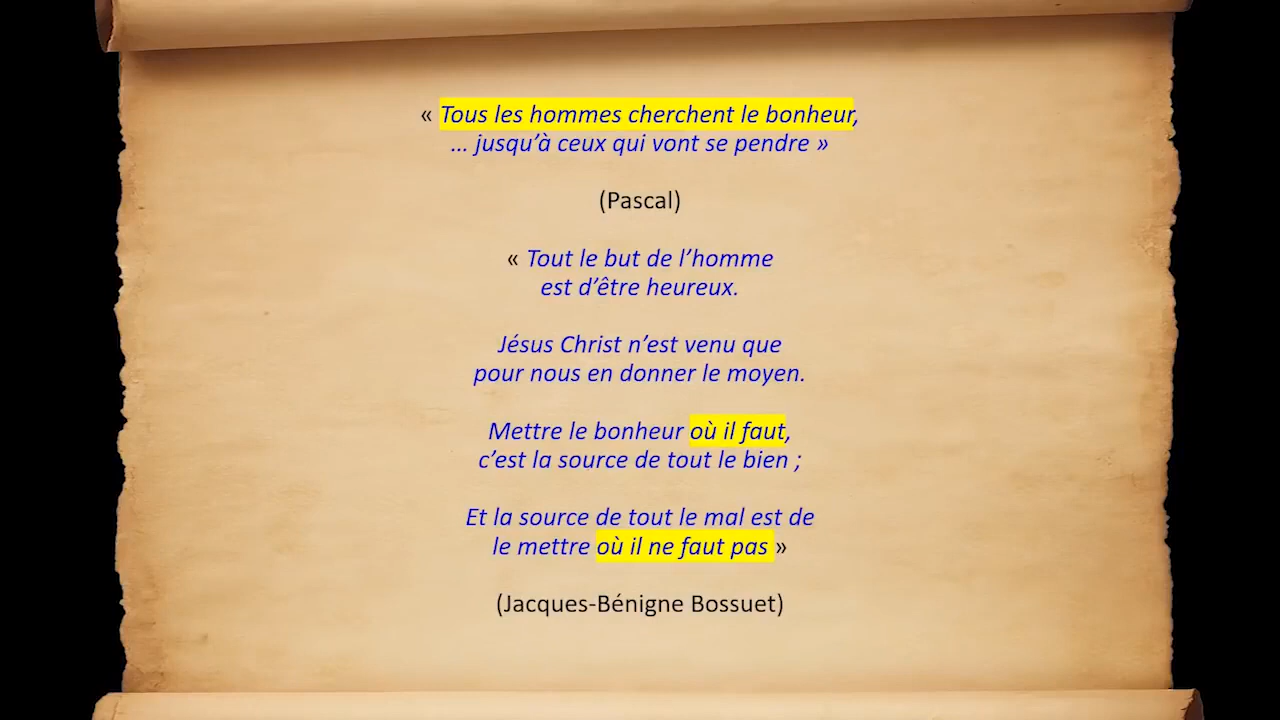 « Tous les hommes cherchent le bonheur,
… jusqu’à ceux qui vont se pendre »
(Pascal)
« Tout le but de l’homme
est d’être heureux.
Jésus Christ n’est venu que
pour nous en donner le moyen.
Mettre le bonheur où il faut,
c’est la source de tout le bien ;
Et la source de tout le mal est de
le mettre où il ne faut pas »
(Jacques-Bénigne Bossuet)